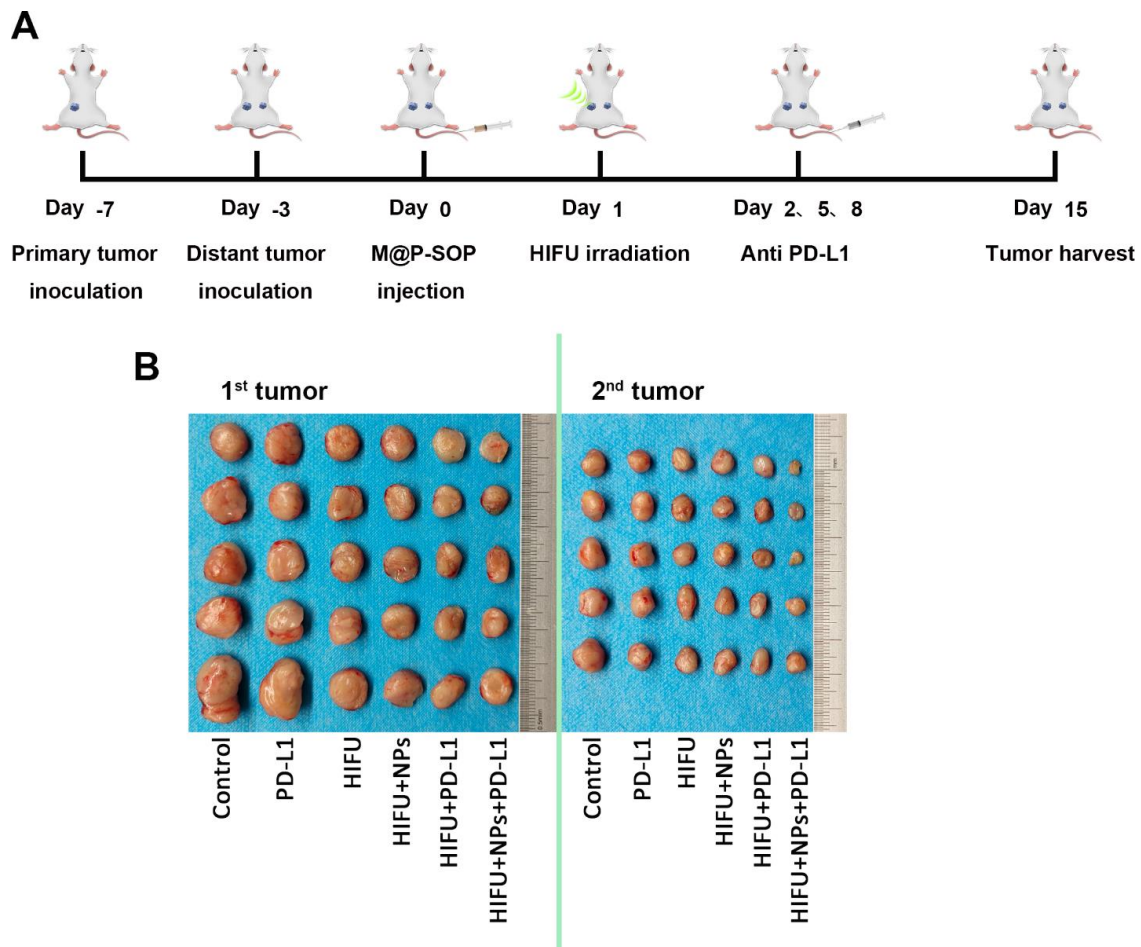 A
Day -7
Day -3
Day 0
Day 1
Day 2、5、8
Day 15
Primary tumor
inoculation
Distant tumor
inoculation
M@P-SOP
injection
HIFU irradiation
Anti PD-L1
Tumor harvest
B
1st tumor
2nd tumor
mm
0.5mm
Control
PD-L1
HIFU
HIFU+NPs
HIFU+PD-L1
HIFU+NPs+PD-L1
Control
PD-L1
HIFU
HIFU+NPs
HIFU+PD-L1
HIFU+NPs+PD-L1